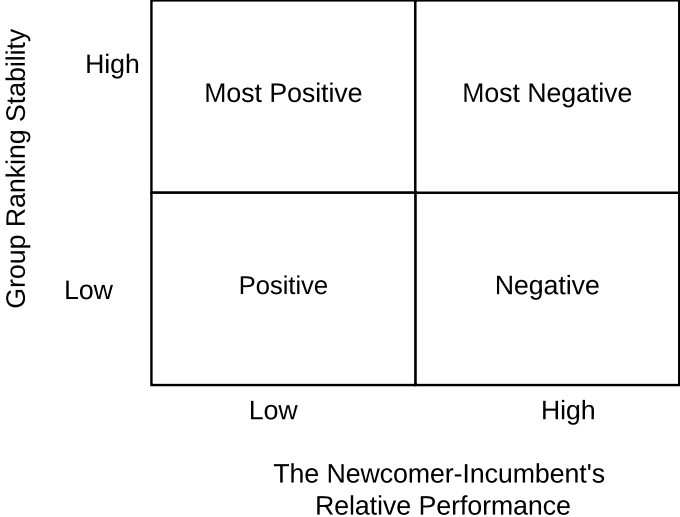 Group Ranking Stability
High
Most Positive
Most Negative
Low
Positive
Negative
Low
High
The Newcomer-Incumbent's
Relative Performance